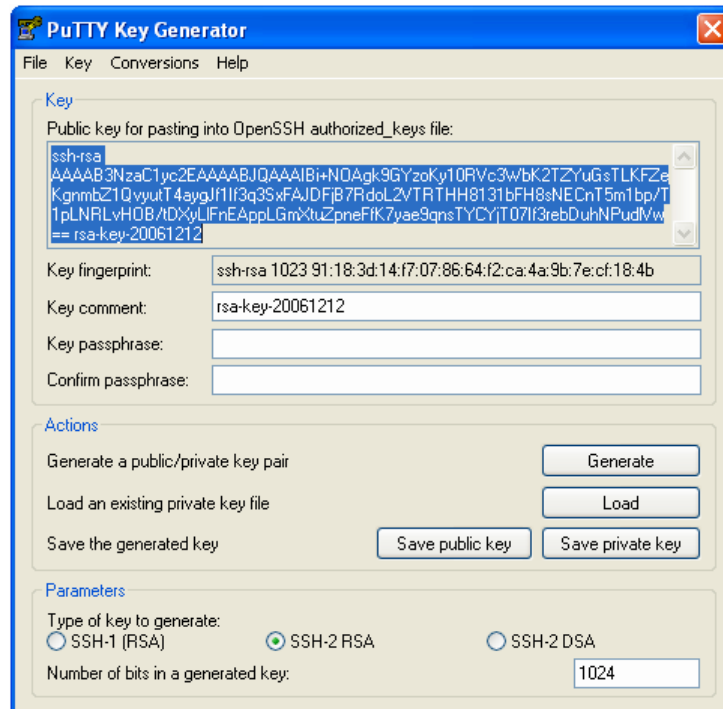 PuTTY Key Generator
File Key Conversions Help
Key
Public key for pasting into OpenSSH authorized_keys file:
ssh-rsa
AAAAB3NzaC1yc2EAAAABJQAAAIBi+NOAgk9GYzoKy10RVc3WbK2TZYuGsTLKFZe
KgnmbZ1QvyutT4aygJf1If3q3SxFAJDFjB7RdoL2VTRTHH8131bFH8sNECnT5m1bp/T
1pLNRLvHOB/tDXyLlFnEAppLGmXtuZpneFfK7yae9qnsTYCYjT07If3rebDuhNPudlVw
== rsa-key-20061212
Key fingerprint: ssh-rsa 1023 91:18:3d:14:f7:07:86:64:f2:ca:4a:9b:7e:cf:18:4b
Key comment: rsa-key-20061212
Key passphrase:
Confirm passphrase:
Actions
Generate a public/private key pair Generate
Load an existing private key file Load
Save the generated key Save public key Save private key
Parameters
Type of key to generate:
SSH-1 (RSA) SSH-2 RSA SSH-2 DSA
Number of bits in a generated key: 1024